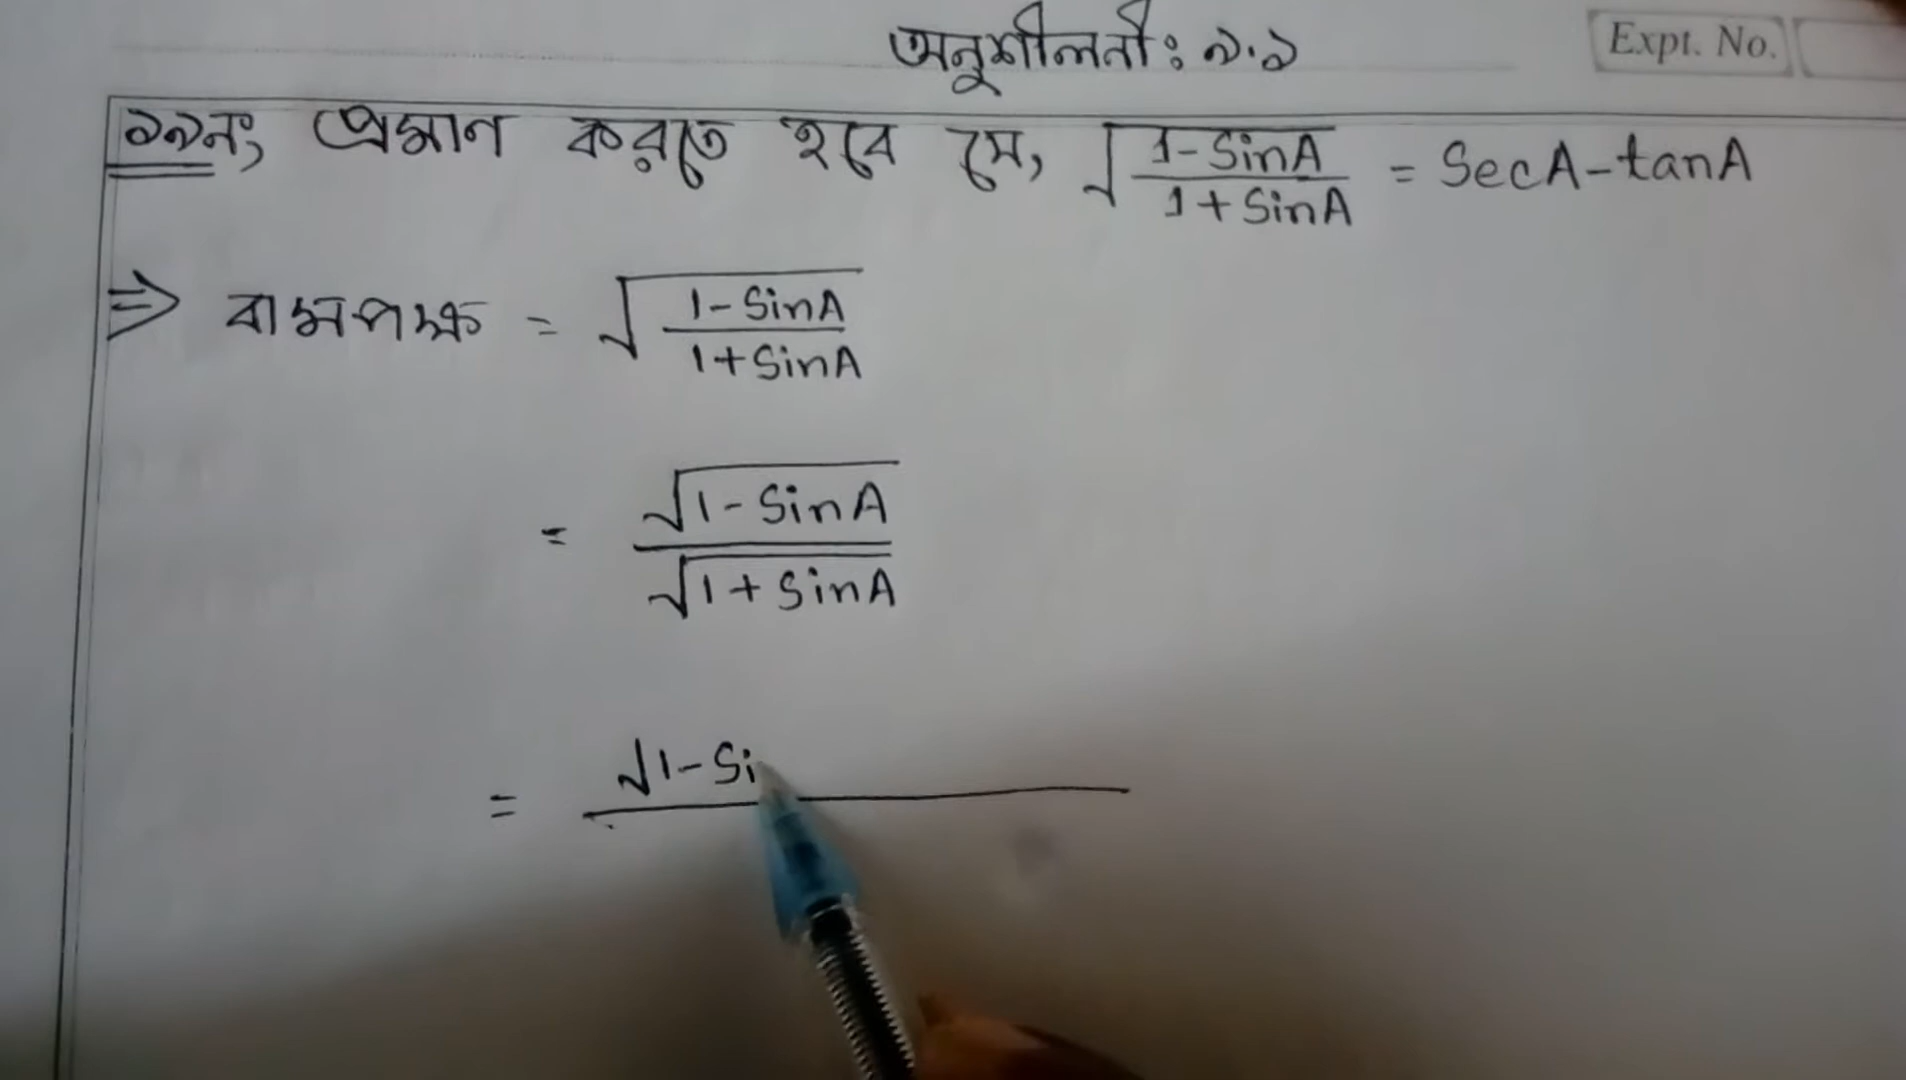 অনুশীলনী: ৯.১
Expt. No.
১৯নং, প্রমান করতে হবে যে, √(1-SinA)/(1+SinA) = SecA-tanA
⇒ বামপক্ষ = √(1-SinA)/(1+SinA)
= √1-SinA / √1+SinA
= √1-Si